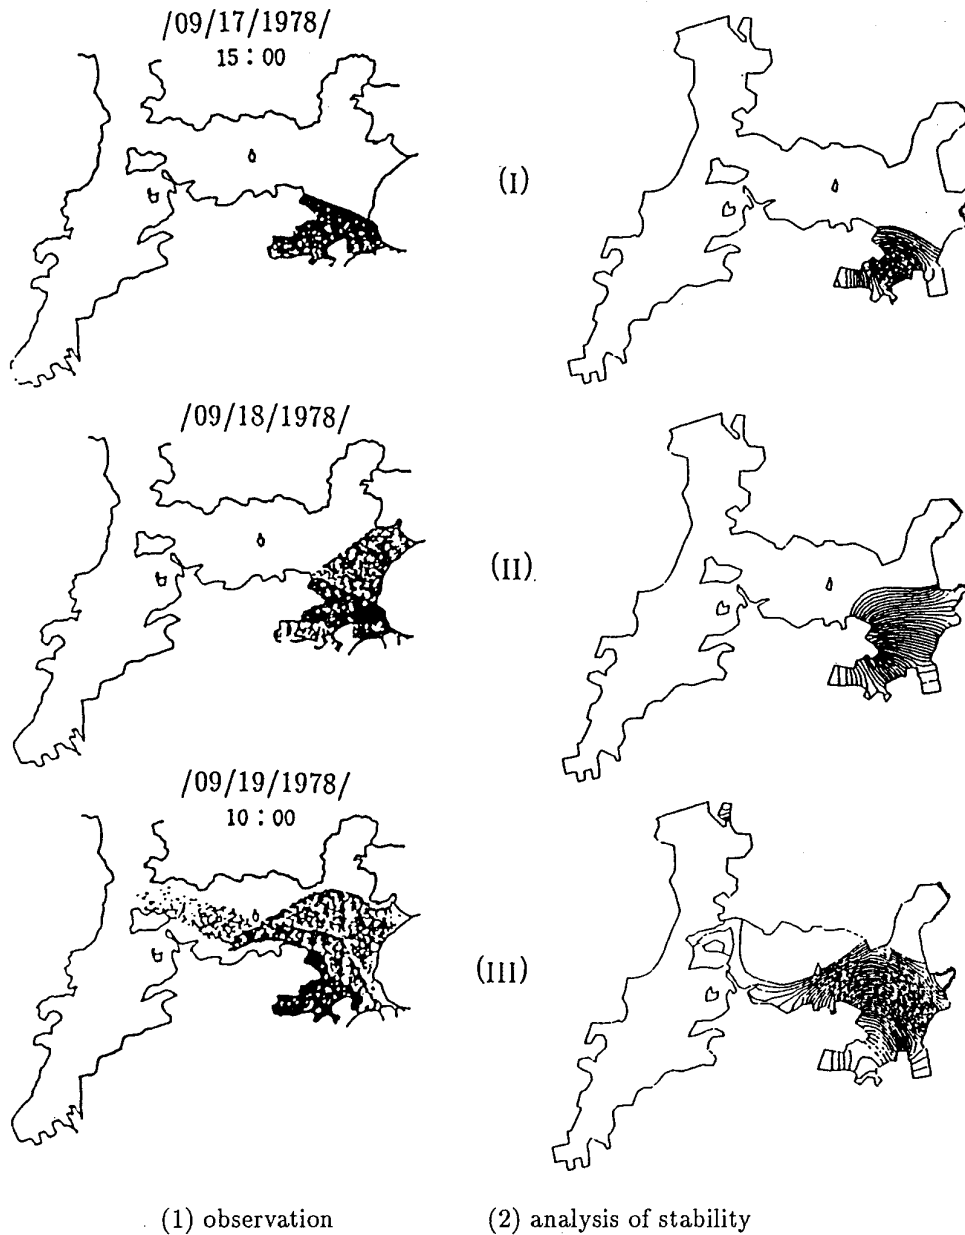 /09/17/1978/
15 : 00
(I)
/09/18/1978/
(II)
/09/19/1978/
10 : 00
(III)
(1) observation
(2) analysis of stability